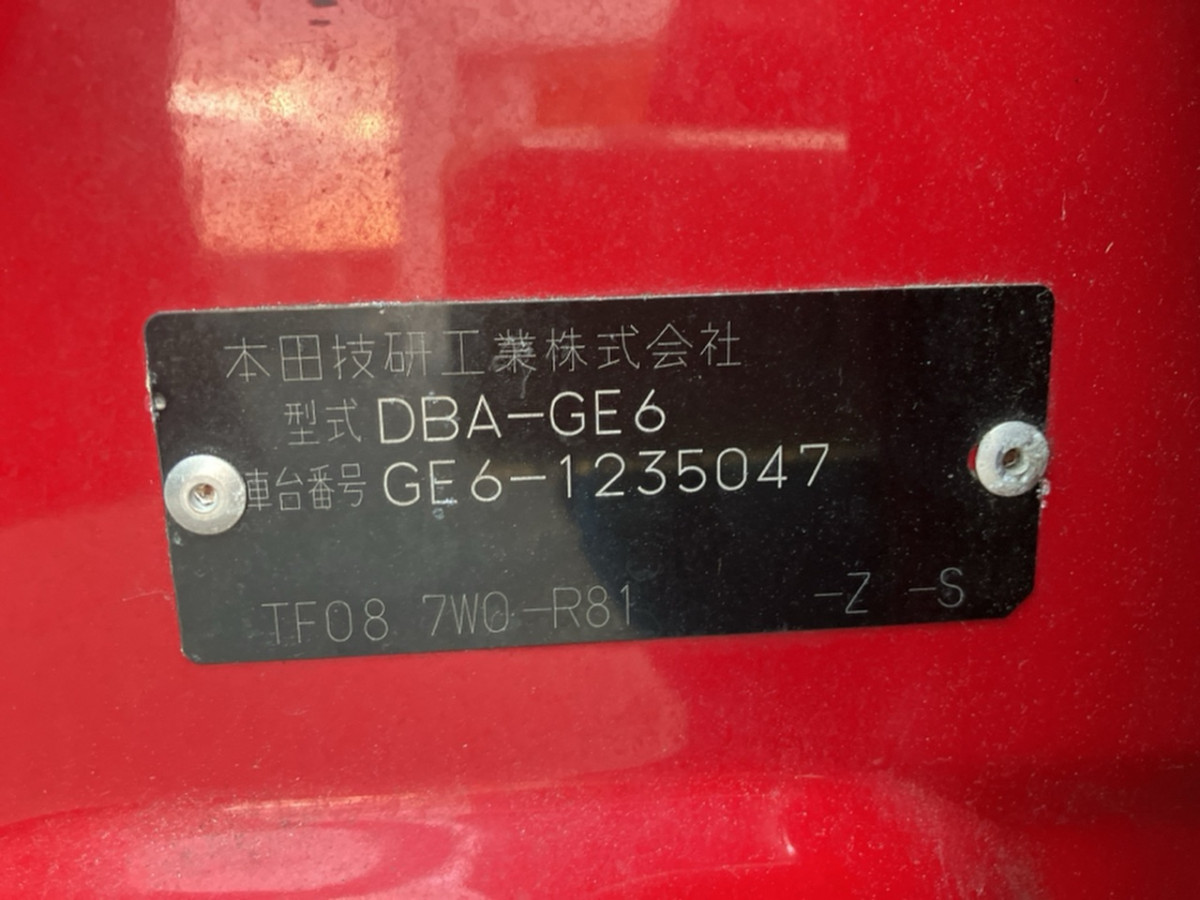 本田技研工業株式会社
型式 DBA-GE6
車台番号 GE6-1235047
TF08 7W0-R81 -Z -S